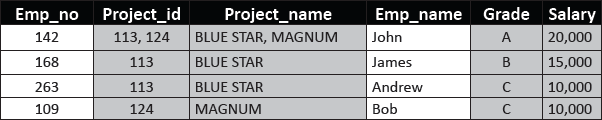 Emp_no Project_id Project_name Emp_name Grade Salary
142 113, 124 BLUE STAR, MAGNUM John A 20,000
168 113 BLUE STAR James B 15,000
263 113 BLUE STAR Andrew C 10,000
109 124 MAGNUM Bob C 10,000